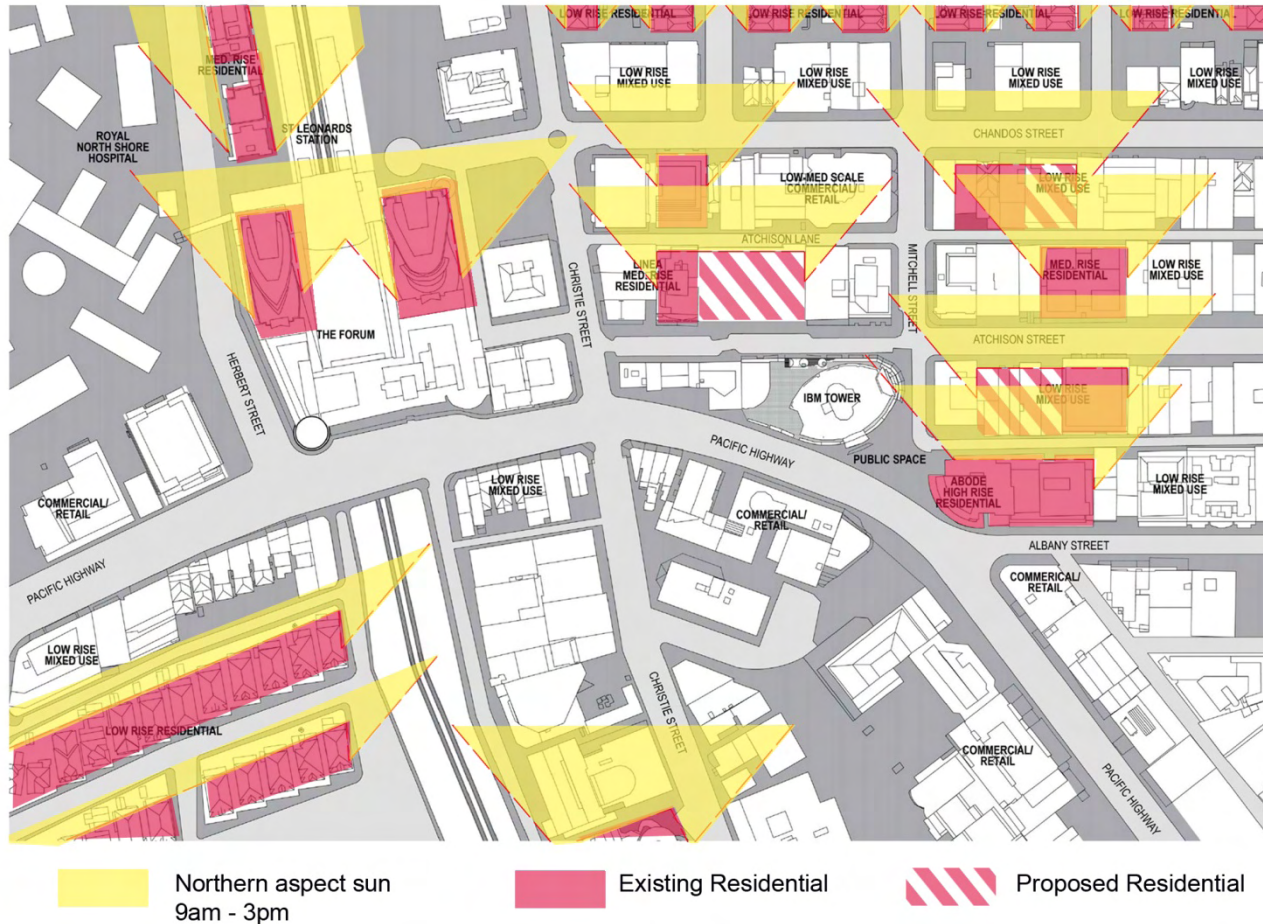 LOW RISE RESIDENTIAL
LOW RISE RESIDENTIAL
LOW RISE RESIDENTIAL
LOW RISE RESIDENTIAL
MED. RISE
RESIDENTIAL
LOW RISE
MIXED USE
LOW RISE
MIXED USE
LOW RISE
MIXED USE
LOW RISE
MIXED USE
ROYAL
NORTH SHORE
HOSPITAL
ST LEONARDS
STATION
CHANDOS STREET
LOW-MED SCALE
COMMERCIAL/
RETAIL
LOW RISE
MIXED USE
ATCHISON LANE
LINEA
MED. RISE
RESIDENTIAL
MED. RISE
RESIDENTIAL
LOW RISE
MIXED USE
CHRISTIE STREET
MITCHELL STREET
THE FORUM
ATCHISON STREET
HERBERT STREET
IBM TOWER
LOW RISE
MIXED USE
PACIFIC HIGHWAY
PUBLIC SPACE
LOW RISE
MIXED USE
ABODE
HIGH RISE
RESIDENTIAL
LOW RISE
MIXED USE
COMMERCIAL/
RETAIL
COMMERCIAL/
RETAIL
ALBANY STREET
PACIFIC HIGHWAY
COMMERICAL/
RETAIL
LOW RISE
MIXED USE
CHRISTIE STREET
LOW RISE RESIDENTIAL
COMMERCIAL/
RETAIL
PACIFIC HIGHWAY
Northern aspect sun
9am - 3pm
Existing Residential
Proposed Residential